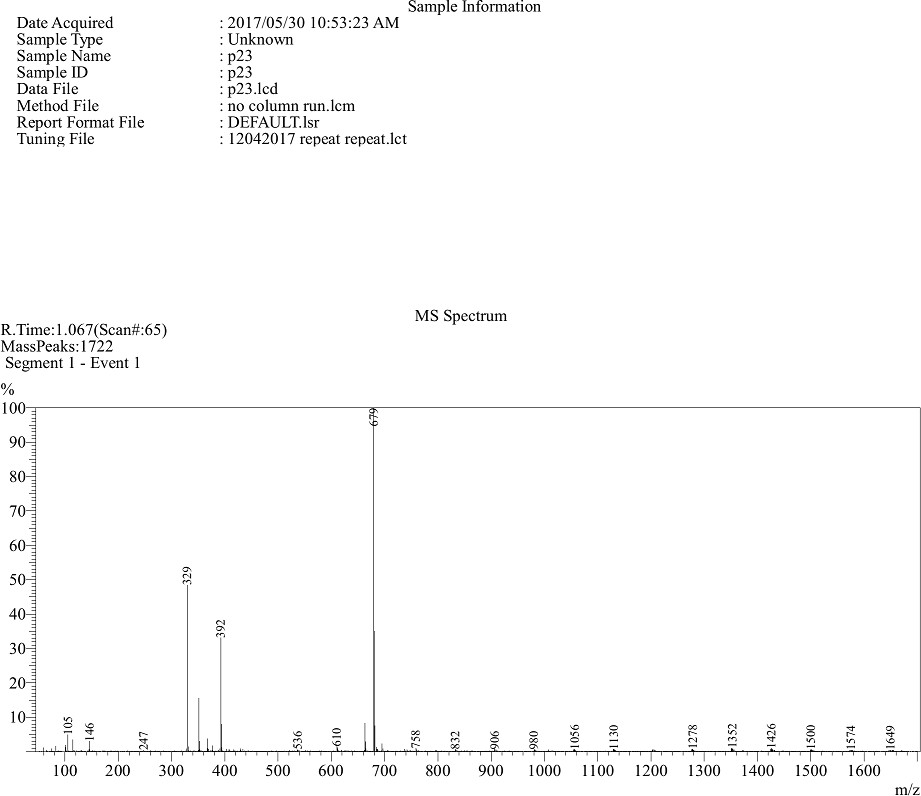 Sample Information
Date Acquired : 2017/05/30 10:53:23 AM
Sample Type : Unknown
Sample Name : p23
Sample ID : p23
Data File : p23.lcd
Method File : no column run.lcm
Report Format File : DEFAULT.lsr
Tuning File : 12042017 repeat repeat.lct
MS Spectrum
R.Time:1.067(Scan#:65)
MassPeaks:1722
Segment 1 - Event 1
%
100
679
90
80
70
60
50
329
40
392
30
20
10
105
146
247
536
610
758
832
906
980
1056
1130
1278
1352
1426
1500
1574
1649
100 200 300 400 500 600 700 800 900 1000 1100 1200 1300 1400 1500 1600
m/z